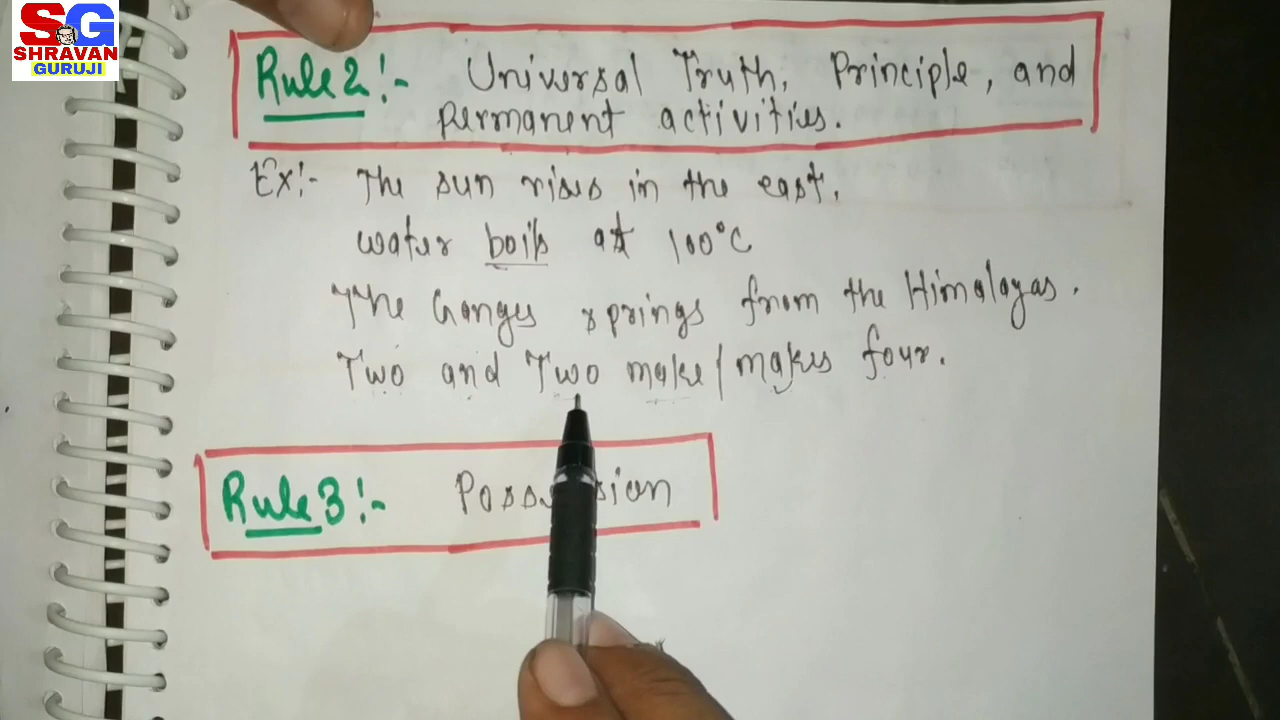 SG
SHRAVAN
GURUJI
Rule 2:- Universal Truth, Principle, and
permanent activities.
Ex:- The sun rises in the east.
water boils at 100°C
The Ganges springs from the Himalayas.
Two and Two make/makes four.
Rule 3:-